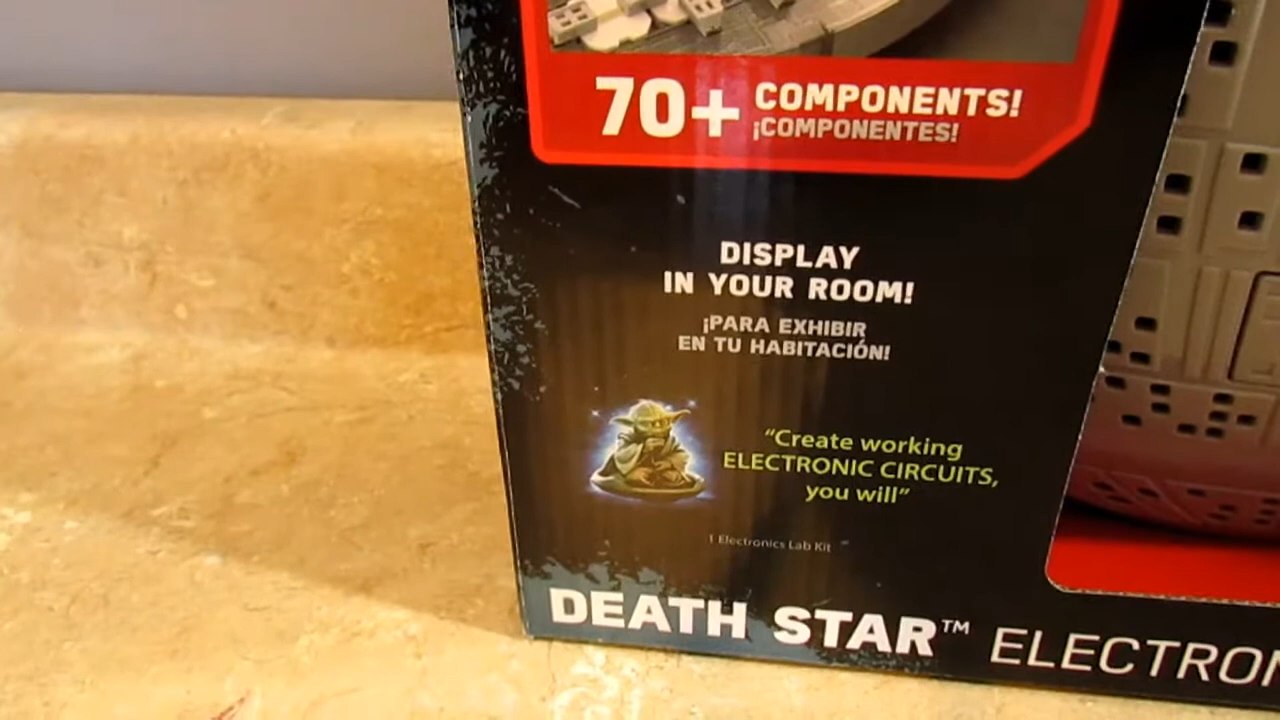 70+ COMPONENTS!
¡COMPONENTES!
DISPLAY
IN YOUR ROOM!
¡PARA EXHIBIR
EN TU HABITACIÓN!
“Create working
ELECTRONIC CIRCUITS,
you will”
1 Electronics Lab Kit
DEATH STAR™ ELECTRON